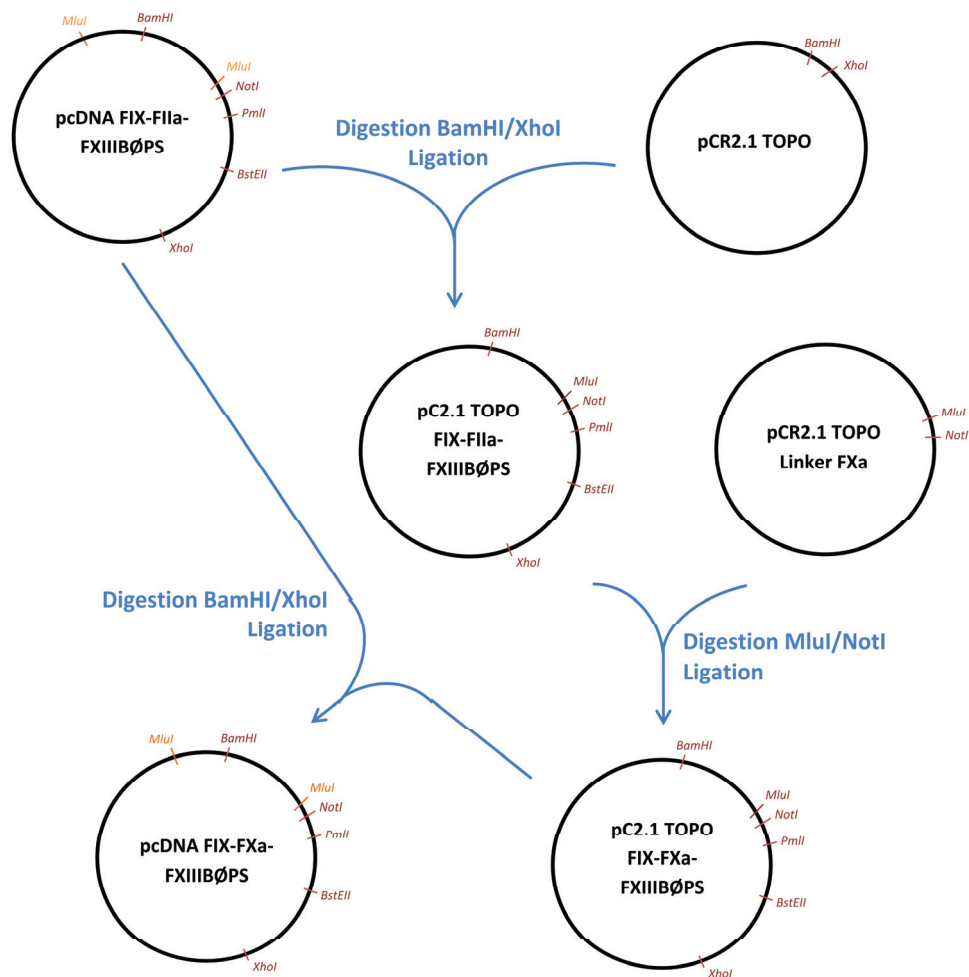 MluI
BamHI
MluI
NotI
PmlI
pcDNA FIX-FIIa-
FXIIIBØPS
BstEII
XhoI
Digestion BamHI/XhoI
Ligation
BamHI
XhoI
pCR2.1 TOPO
BamHI
MluI
NotI
PmlI
pC2.1 TOPO
FIX-FIIa-
FXIIIBØPS
BstEII
XhoI
MluI
NotI
pCR2.1 TOPO
Linker FXa
Digestion BamHI/XhoI
Ligation
Digestion MluI/NotI
Ligation
MluI
BamHI
MluI
NotI
PmlI
pcDNA FIX-FXa-
FXIIIBØPS
BstEII
XhoI
BamHI
MluI
NotI
PmlI
pC2.1 TOPO
FIX-FXa-
FXIIIBØPS
BstEII
XhoI